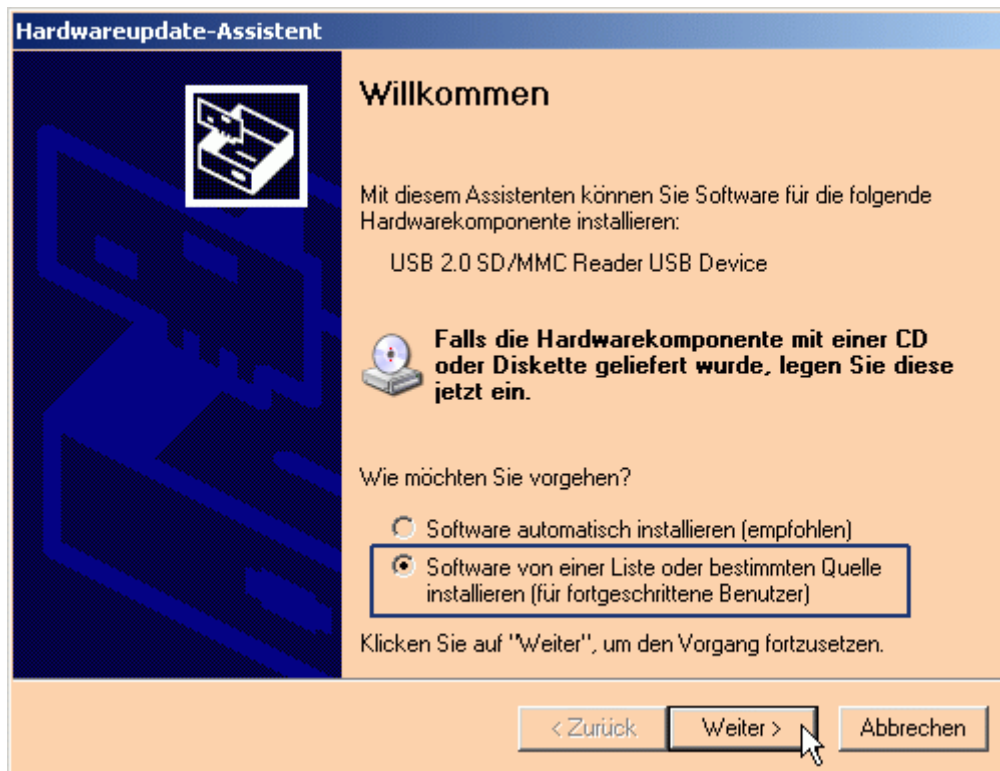 Hardwareupdate-Assistent
Willkommen
Mit diesem Assistenten können Sie Software für die folgende
Hardwarekomponente installieren:
USB 2.0 SD/MMC Reader USB Device
Falls die Hardwarekomponente mit einer CD
oder Diskette geliefert wurde, legen Sie diese
jetzt ein.
Wie möchten Sie vorgehen?
Software automatisch installieren (empfohlen)
Software von einer Liste oder bestimmten Quelle
installieren (für fortgeschrittene Benutzer)
Klicken Sie auf "Weiter", um den Vorgang fortzusetzen.
< Zurück Weiter > Abbrechen